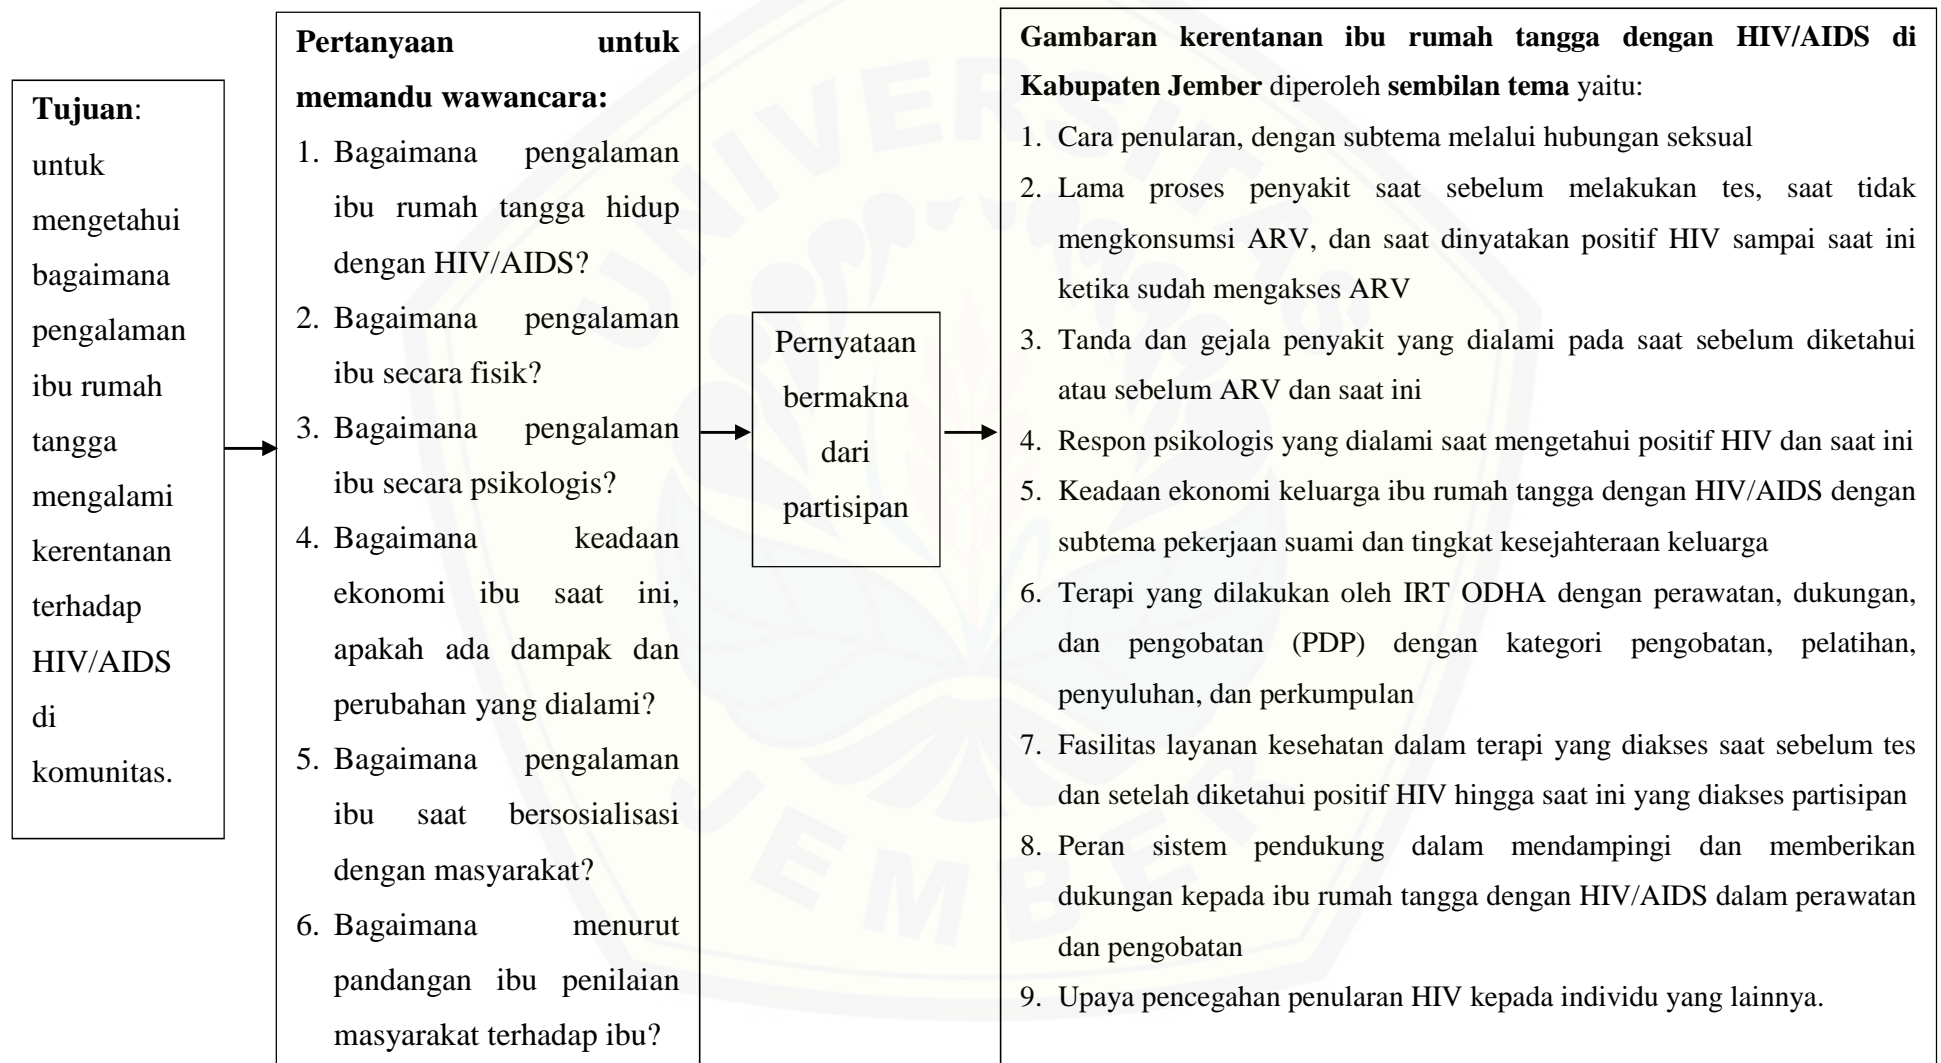 Tujuan:
untuk
mengetahui
bagaimana
pengalaman
ibu rumah
tangga
mengalami
kerentanan
terhadap
HIV/AIDS
di
komunitas.
Pertanyaan untuk
memandu wawancara:
1. Bagaimana pengalaman
ibu rumah tangga hidup
dengan HIV/AIDS?
2. Bagaimana pengalaman
ibu secara fisik?
3. Bagaimana pengalaman
ibu secara psikologis?
4. Bagaimana keadaan
ekonomi ibu saat ini,
apakah ada dampak dan
perubahan yang dialami?
5. Bagaimana pengalaman
ibu saat bersosialisasi
dengan masyarakat?
6. Bagaimana menurut
pandangan ibu penilaian
masyarakat terhadap ibu?
Pernyataan
bermakna
dari
partisipan
Gambaran kerentanan ibu rumah tangga dengan HIV/AIDS di
Kabupaten Jember diperoleh sembilan tema yaitu:
1. Cara penularan, dengan subtema melalui hubungan seksual
2. Lama proses penyakit saat sebelum melakukan tes, saat tidak
mengkonsumsi ARV, dan saat dinyatakan positif HIV sampai saat ini
ketika sudah mengakses ARV
3. Tanda dan gejala penyakit yang dialami pada saat sebelum diketahui
atau sebelum ARV dan saat ini
4. Respon psikologis yang dialami saat mengetahui positif HIV dan saat ini
5. Keadaan ekonomi keluarga ibu rumah tangga dengan HIV/AIDS dengan
subtema pekerjaan suami dan tingkat kesejahteraan keluarga
6. Terapi yang dilakukan oleh IRT ODHA dengan perawatan, dukungan,
dan pengobatan (PDP) dengan kategori pengobatan, pelatihan,
penyuluhan, dan perkumpulan
7. Fasilitas layanan kesehatan dalam terapi yang diakses saat sebelum tes
dan setelah diketahui positif HIV hingga saat ini yang diakses partisipan
8. Peran sistem pendukung dalam mendampingi dan memberikan
dukungan kepada ibu rumah tangga dengan HIV/AIDS dalam perawatan
dan pengobatan
9. Upaya pencegahan penularan HIV kepada individu yang lainnya.
UNIVERSITAS
JEMBER